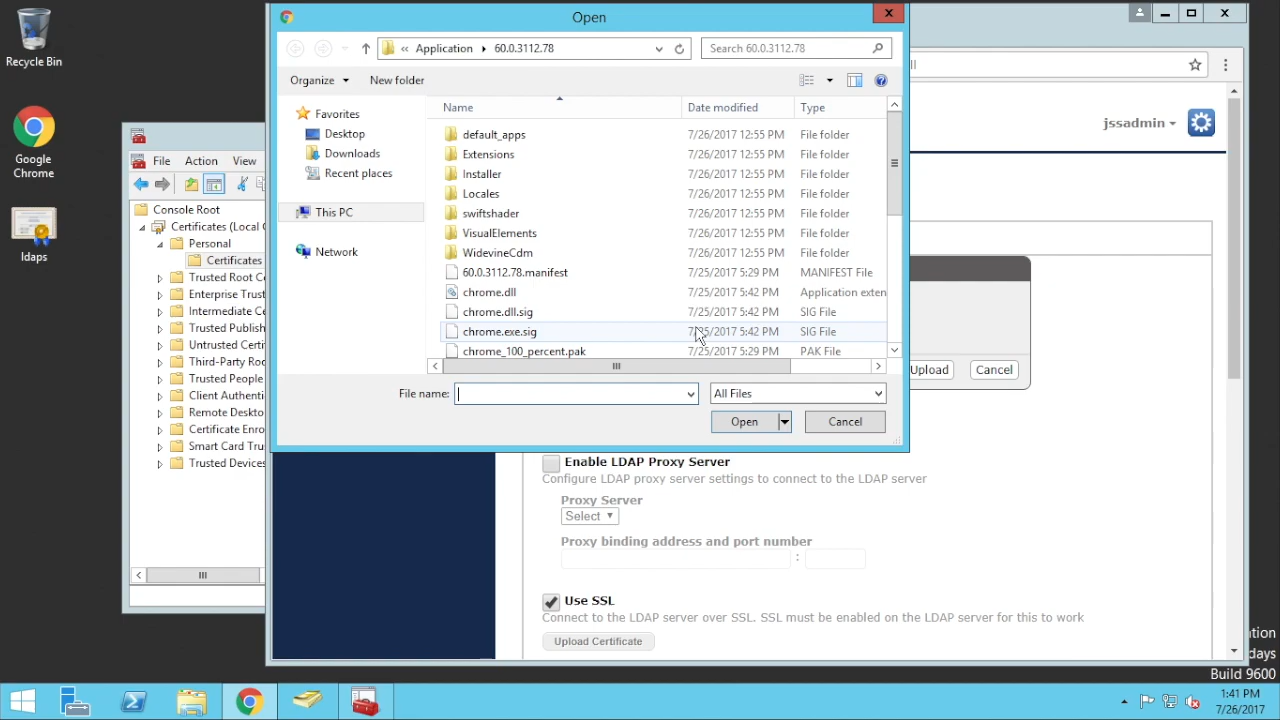 Recycle Bin
Google
Chrome
ldaps
File Action View
Console Root
Certificates (Local C
Personal
Certificates
Trusted Root C
Enterprise Trus
Intermediate C
Trusted Publish
Untrusted Certi
Third-Party Roo
Trusted People
Client Authenti
Remote Desktop
Certificate Enro
Smart Card Trus
Trusted Devices
Open
« Application 60.0.3112.78
Search 60.0.3112.78
Organize New folder
Favorites
Desktop
Downloads
Recent places
This PC
Network
Name Date modified Type
default_apps 7/26/2017 12:55 PM File folder
Extensions 7/26/2017 12:55 PM File folder
Installer 7/26/2017 12:55 PM File folder
Locales 7/26/2017 12:55 PM File folder
swiftshader 7/26/2017 12:55 PM File folder
VisualElements 7/26/2017 12:55 PM File folder
WidevineCdm 7/26/2017 12:55 PM File folder
60.0.3112.78.manifest 7/25/2017 5:29 PM MANIFEST File
chrome.dll 7/25/2017 5:42 PM Application exten
chrome.dll.sig 7/25/2017 5:42 PM SIG File
chrome.exe.sig 7/25/2017 5:42 PM SIG File
chrome_100_percent.pak 7/25/2017 5:29 PM PAK File
File name: All Files
Open Cancel
ll
jssadmin
Upload Cancel
Enable LDAP Proxy Server
Configure LDAP proxy server settings to connect to the LDAP server
Proxy Server
Select
Proxy binding address and port number
:
Use SSL
Connect to the LDAP server over SSL. SSL must be enabled on the LDAP server for this to work
Upload Certificate
ation
days
Build 9600
1:41 PM
7/26/2017